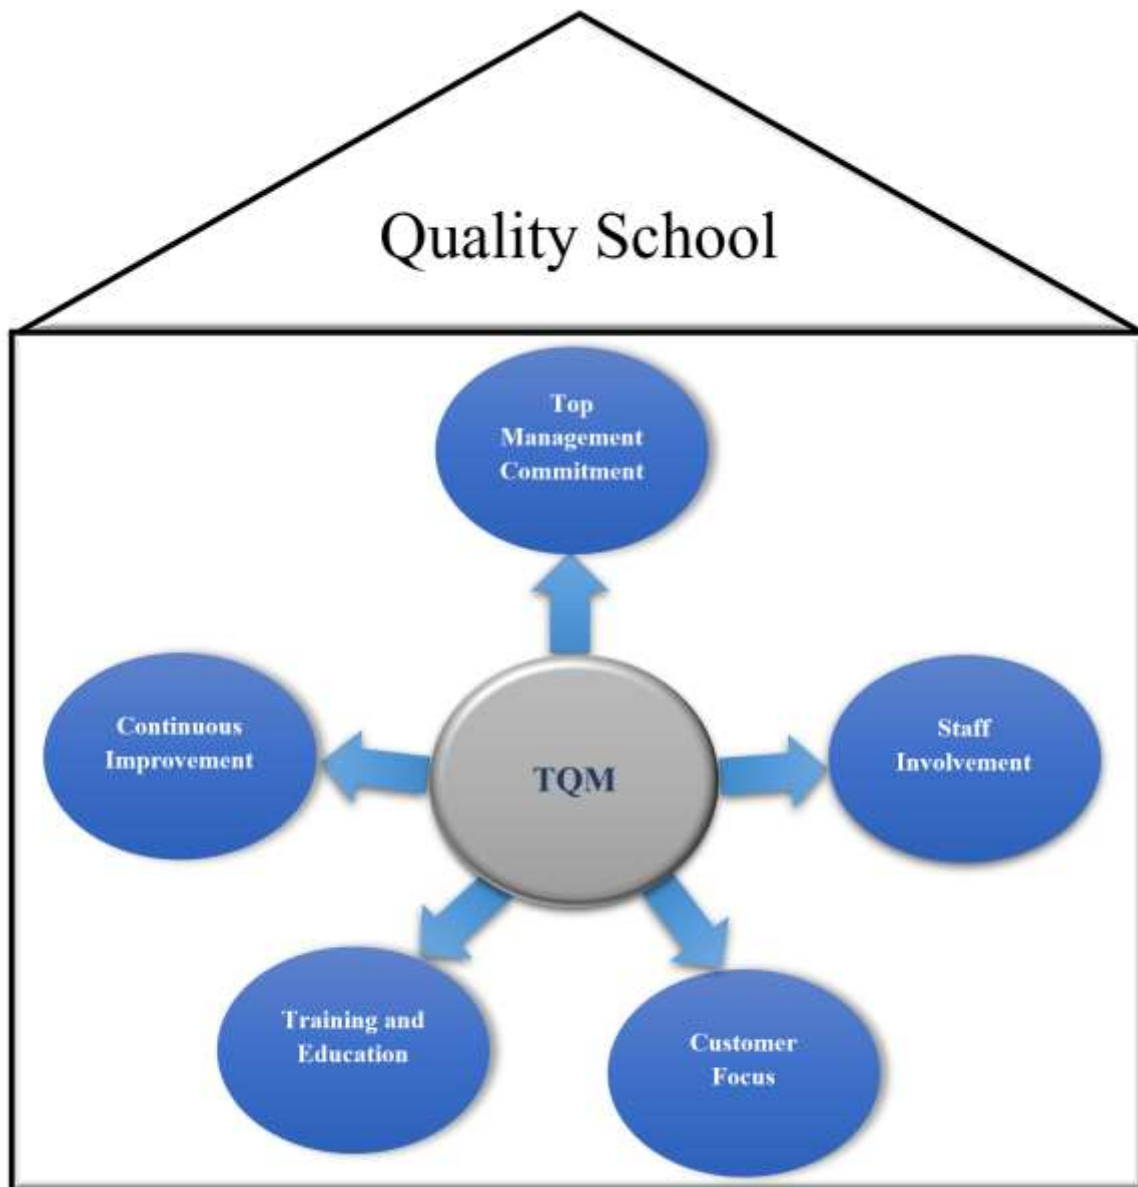 Quality School
Top
Management
Commitment
Continuous
Improvement
TQM
Staff
Involvement
Training and
Education
Customer
Focus